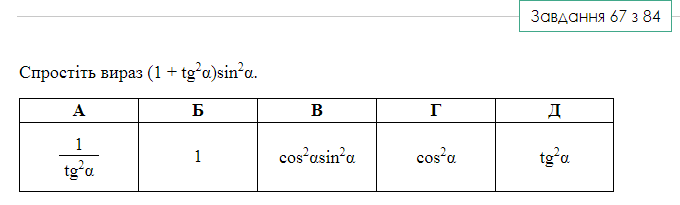 Завдання 67 з 84
Спростіть вираз (1 + tg²α)sin²α.
А Б В Г Д
1/tg²α 1 cos²αsin²α cos²α tg²α